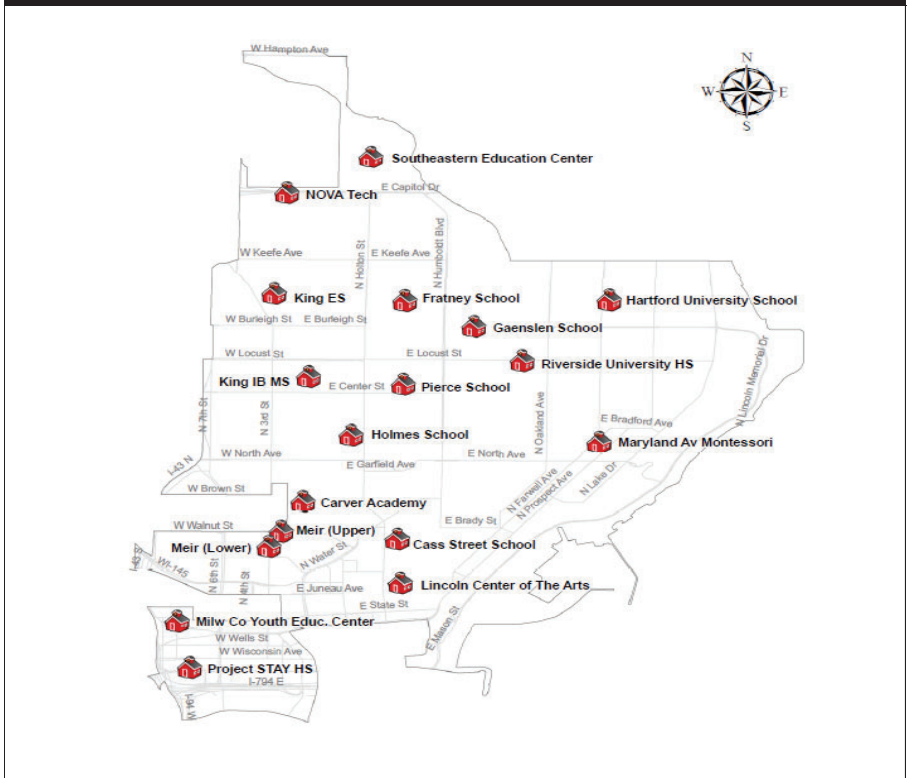 W Hampton Ave
N
W E
S
Southeastern Education Center
E Capitol Dr
NOVA Tech
N Humboldt Blvd
N Holton St
W Keefe Ave
E Keefe Ave
King ES
Fratney School
Hartford University School
W Burleigh St
E Burleigh St
Gaenslen School
W Locust St
E Locust St
Riverside University HS
N Lincoln Memorial Dr
King IB MS
E Center St
Pierce School
N 7th St
N 3rd St
N Oakland Ave
E Bradford Ave
Holmes School
Maryland Av Montessori
W North Ave
E North Ave
E Garfield Ave
I-43 N
N Farwell Ave
N Prospect Ave
N Lake Dr
W Brown St
Carver Academy
E Brady St
W Walnut St
Meir (Upper)
Meir (Lower)
Cass Street School
N Water St
I-43 S
WI-145
N 6th St
N 4th St
E Juneau Ave
Lincoln Center of The Arts
E State St
Milw Co Youth Educ. Center
E Mason St
W Wells St
W Wisconsin Ave
Project STAY HS
I-794 E
I-94 W